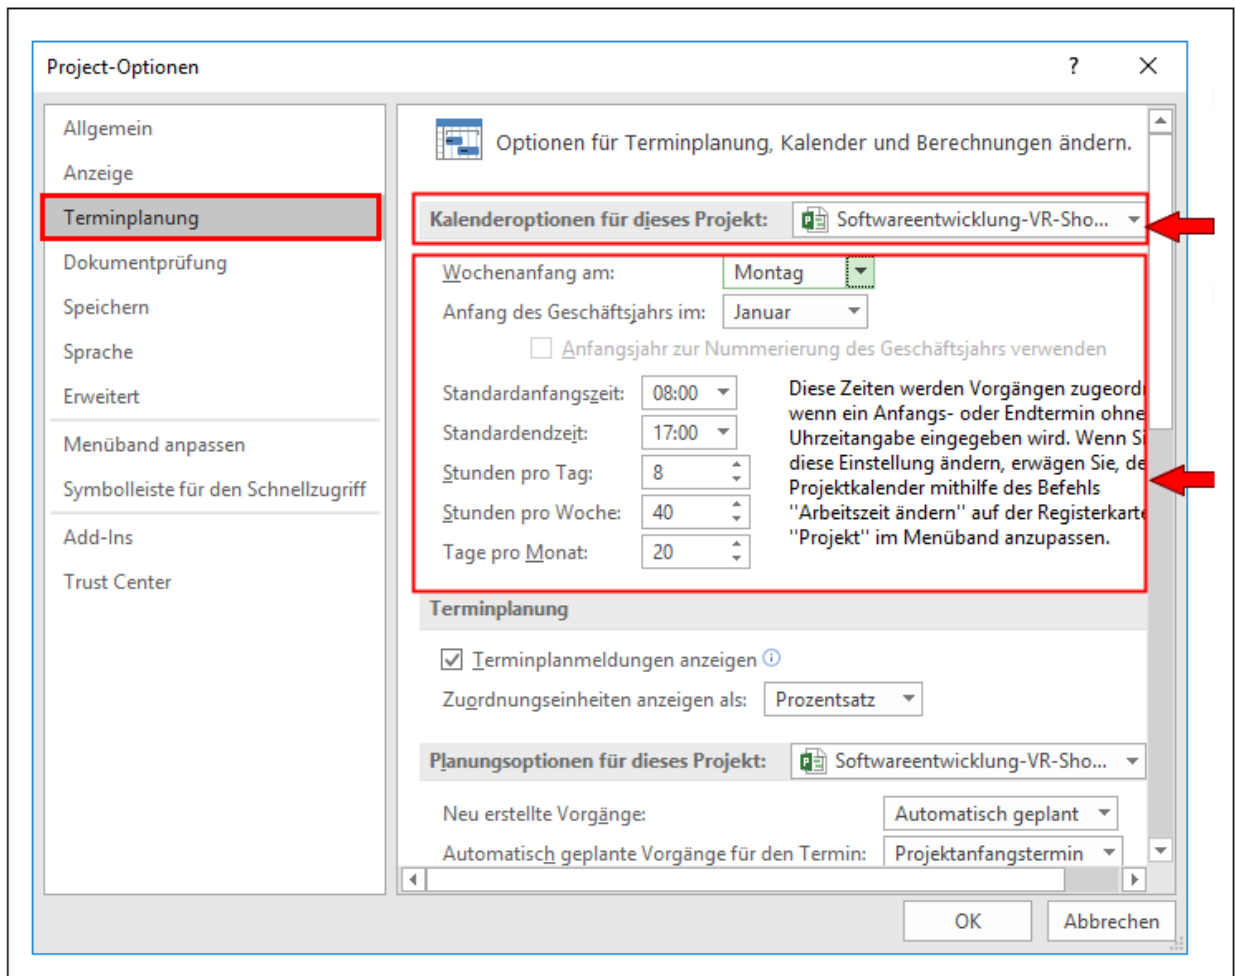 Project-Optionen
?
Allgemein
Anzeige
Terminplanung
Dokumentprüfung
Speichern
Sprache
Erweitert
Menüband anpassen
Symbolleiste für den Schnellzugriff
Add-Ins
Trust Center
Optionen für Terminplanung, Kalender und Berechnungen ändern.
Kalenderoptionen für dieses Projekt: Softwareentwicklung-VR-Sho...
Wochenanfang am: Montag
Anfang des Geschäftsjahrs im: Januar
Anfangsjahr zur Nummerierung des Geschäftsjahrs verwenden
Standardanfangszeit: 08:00
Standardendzeit: 17:00
Stunden pro Tag: 8
Stunden pro Woche: 40
Tage pro Monat: 20
Diese Zeiten werden Vorgängen zugeord
wenn ein Anfangs- oder Endtermin ohne
Uhrzeitangabe eingegeben wird. Wenn Si
diese Einstellung ändern, erwägen Sie, de
Projektkalender mithilfe des Befehls
"Arbeitszeit ändern" auf der Registerkarte
"Projekt" im Menüband anzupassen.
Terminplanung
Terminplanmeldungen anzeigen
Zuordnungseinheiten anzeigen als: Prozentsatz
Planungsoptionen für dieses Projekt: Softwareentwicklung-VR-Sho...
Neu erstellte Vorgänge: Automatisch geplant
Automatisch geplante Vorgänge für den Termin: Projektanfangstermin
OK
Abbrechen